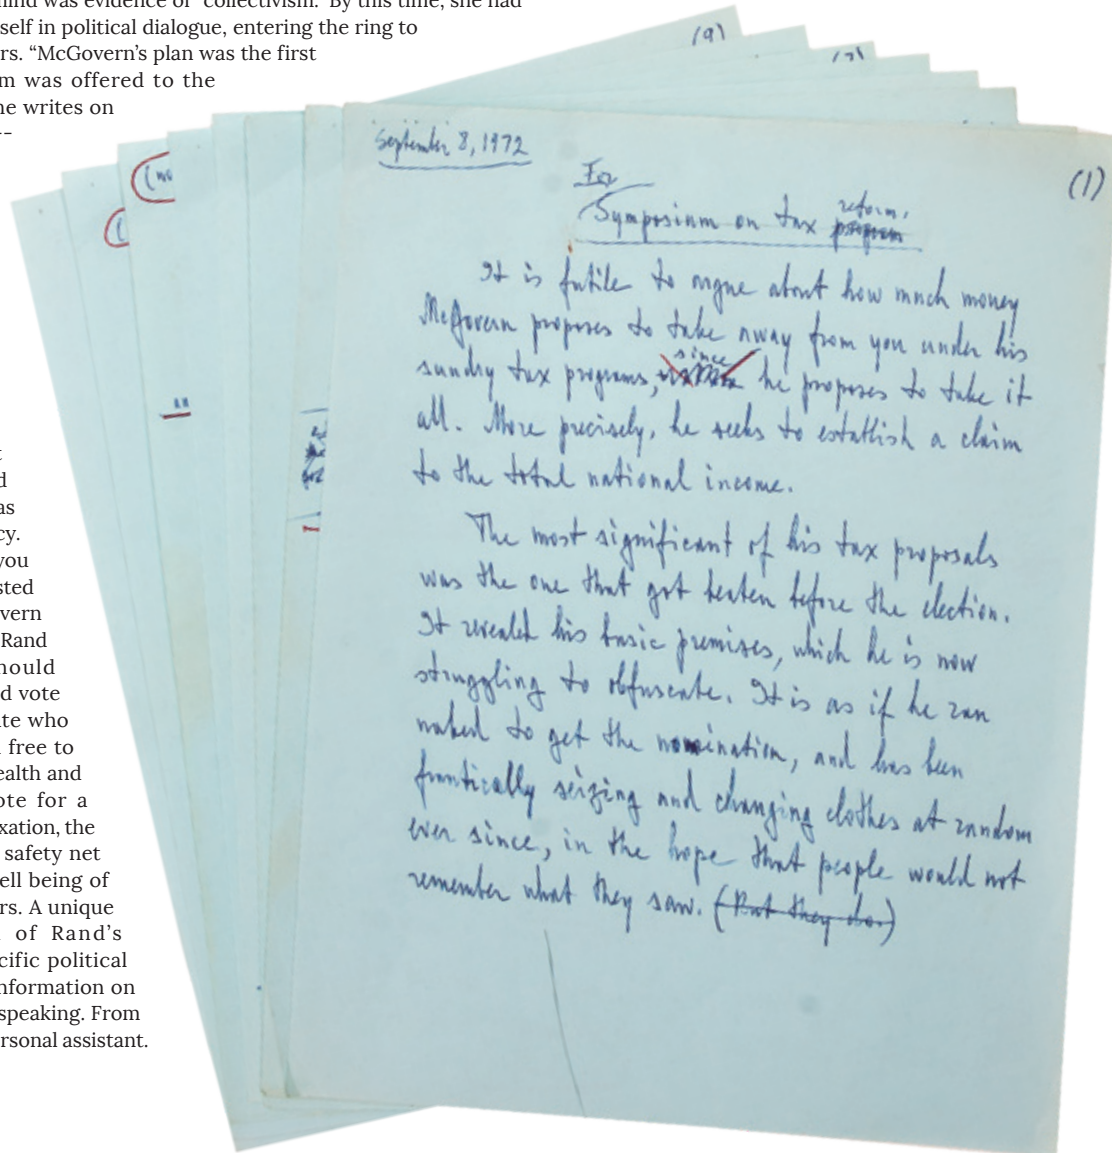 mind was evidence of "collectivism." By this time, she had
self in political dialogue, entering the ring to
rs. “McGovern’s plan was the first
m was offered to the
he writes on
--
t
d
as
cy.
you
sted
vern
Rand
hould
d vote
ate who
free to
ealth and
ote for a
xation, the
safety net
ell being of
rs. A unique
of Rand’s
cific political
nformation on
speaking. From
rsonal assistant.
(9)
(7)
(no
(
September 8, 1972
(1)
For
Symposium on tax reform. program
It is futile to argue about how much money
McGovern proposes to take away from you under his
sundry tax programs, since he proposes to take it
all. More precisely, he seeks to establish a claim
to the total national income.
The most significant of his tax proposals
was the one that got beaten before the election.
It revealed his basic premises, which he is now
struggling to obfuscate. It is as if he ran
naked to get the nomination, and has been
frantically seizing and changing clothes at random
ever since, in the hope that people would not
remember what they saw. (But they do.)